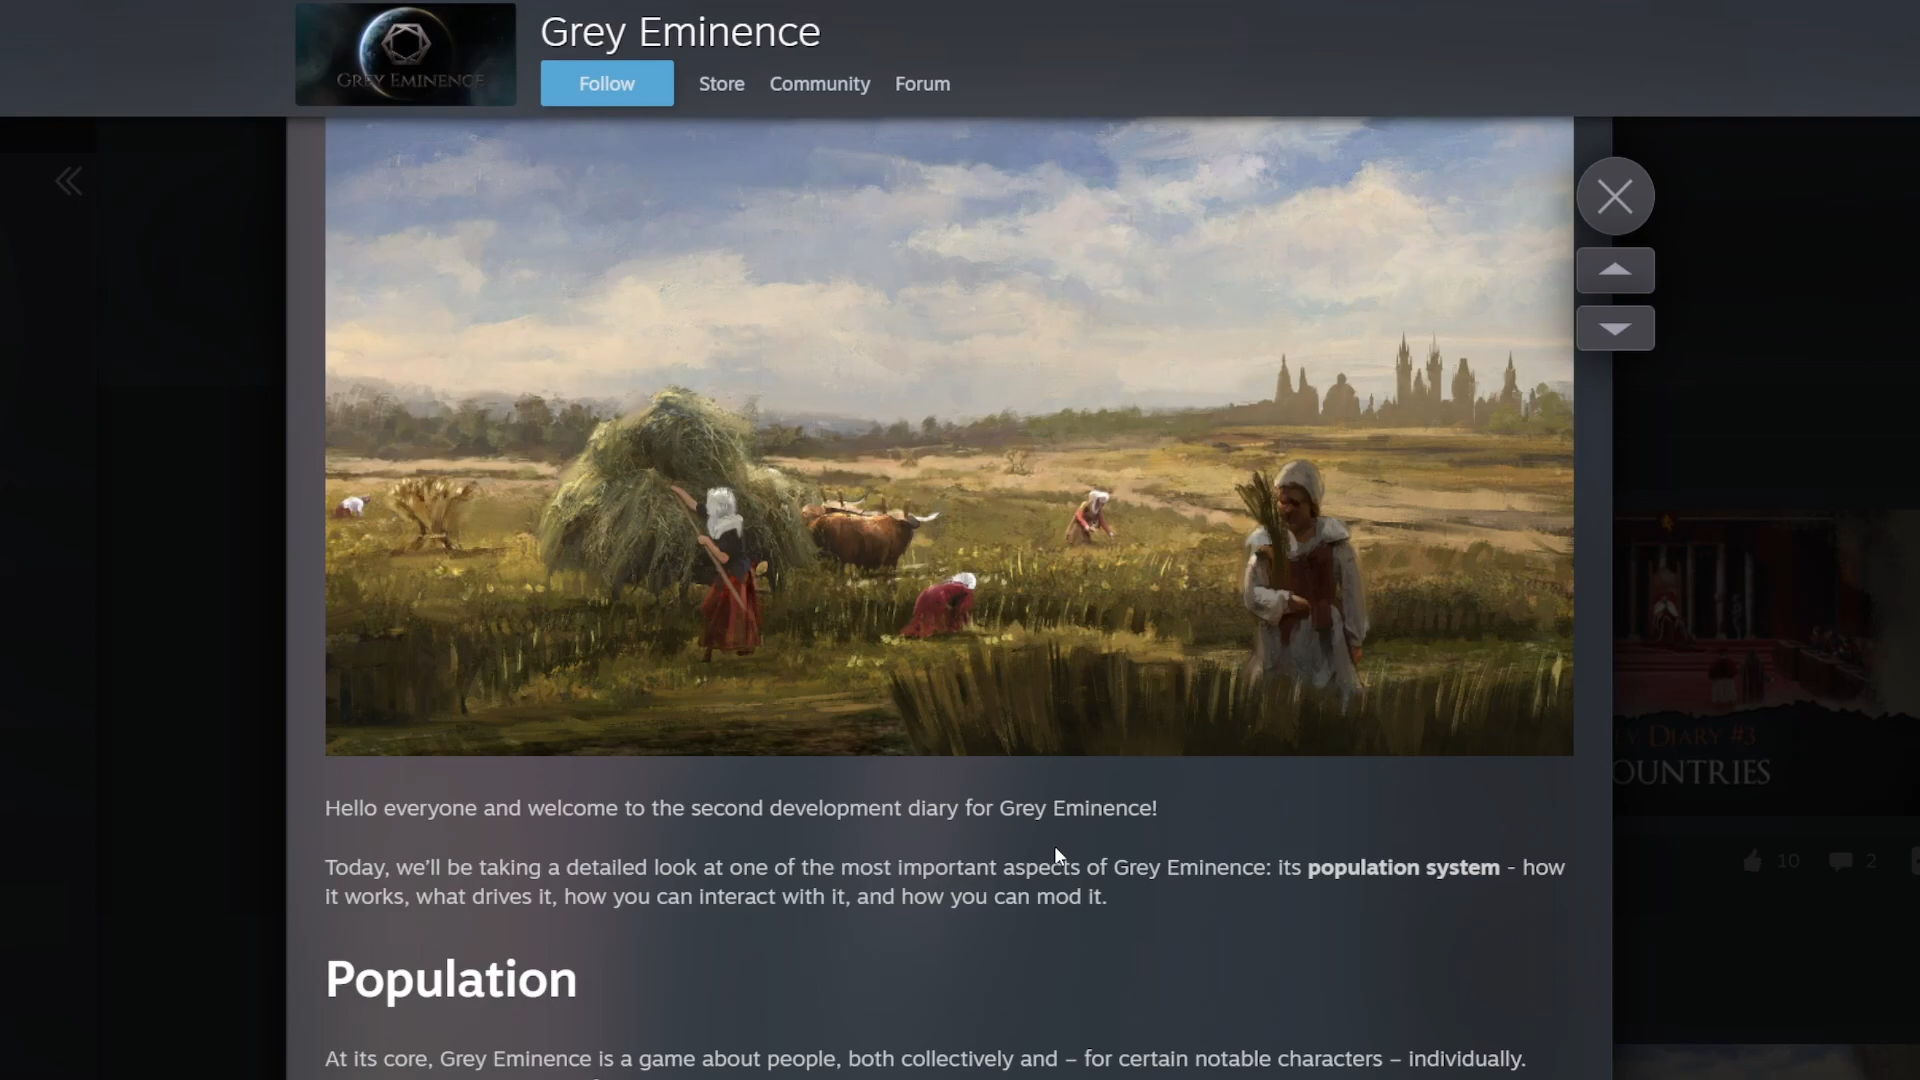 Grey Eminence
GREY EMINENCE
Follow
Store
Community
Forum
Hello everyone and welcome to the second development diary for Grey Eminence!
Today, we’ll be taking a detailed look at one of the most important aspects of Grey Eminence: its population system - how
it works, what drives it, how you can interact with it, and how you can mod it.
DIARY #3
10
2
Population
At its core, Grey Eminence is a game about people, both collectively and – for certain notable characters – individually.